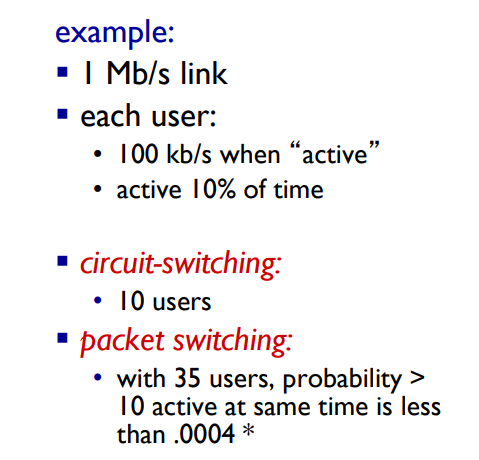 example:
▪ 1 Mb/s link
▪ each user:
• 100 kb/s when “active”
• active 10% of time
▪ circuit-switching:
• 10 users
▪ packet switching:
• with 35 users, probability >
10 active at same time is less
than .0004 *